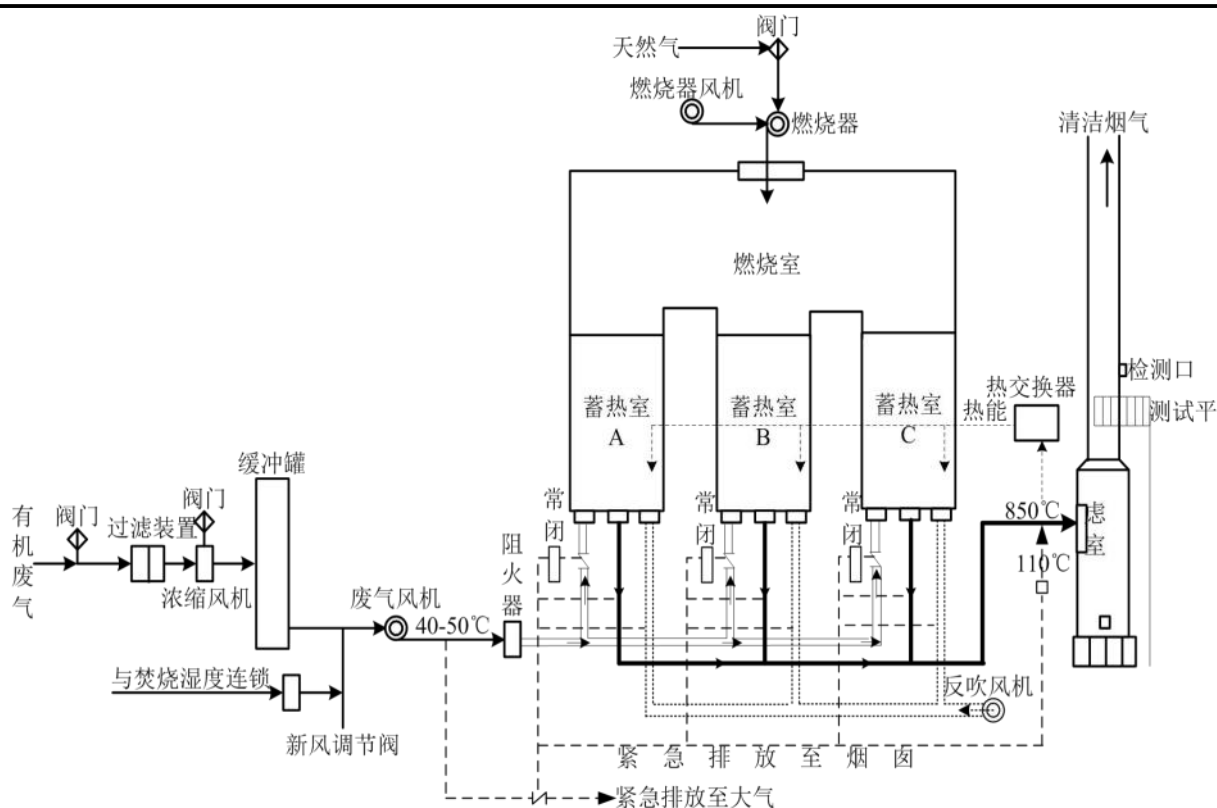 阀门
天然气
燃烧器风机
燃烧器
清洁烟气
燃烧室
检测口
热交换器
热能
测试平
蓄热室
A
蓄热室
B
蓄热室
C
缓冲罐
阀门
有机废气
阀门
过滤装置
浓缩风机
常闭
常闭
常闭
850℃
虑室
110℃
阻火器
废气风机
40-50℃
与焚烧湿度连锁
新风调节阀
反吹风机
紧急排放至烟囱
紧急排放至大气